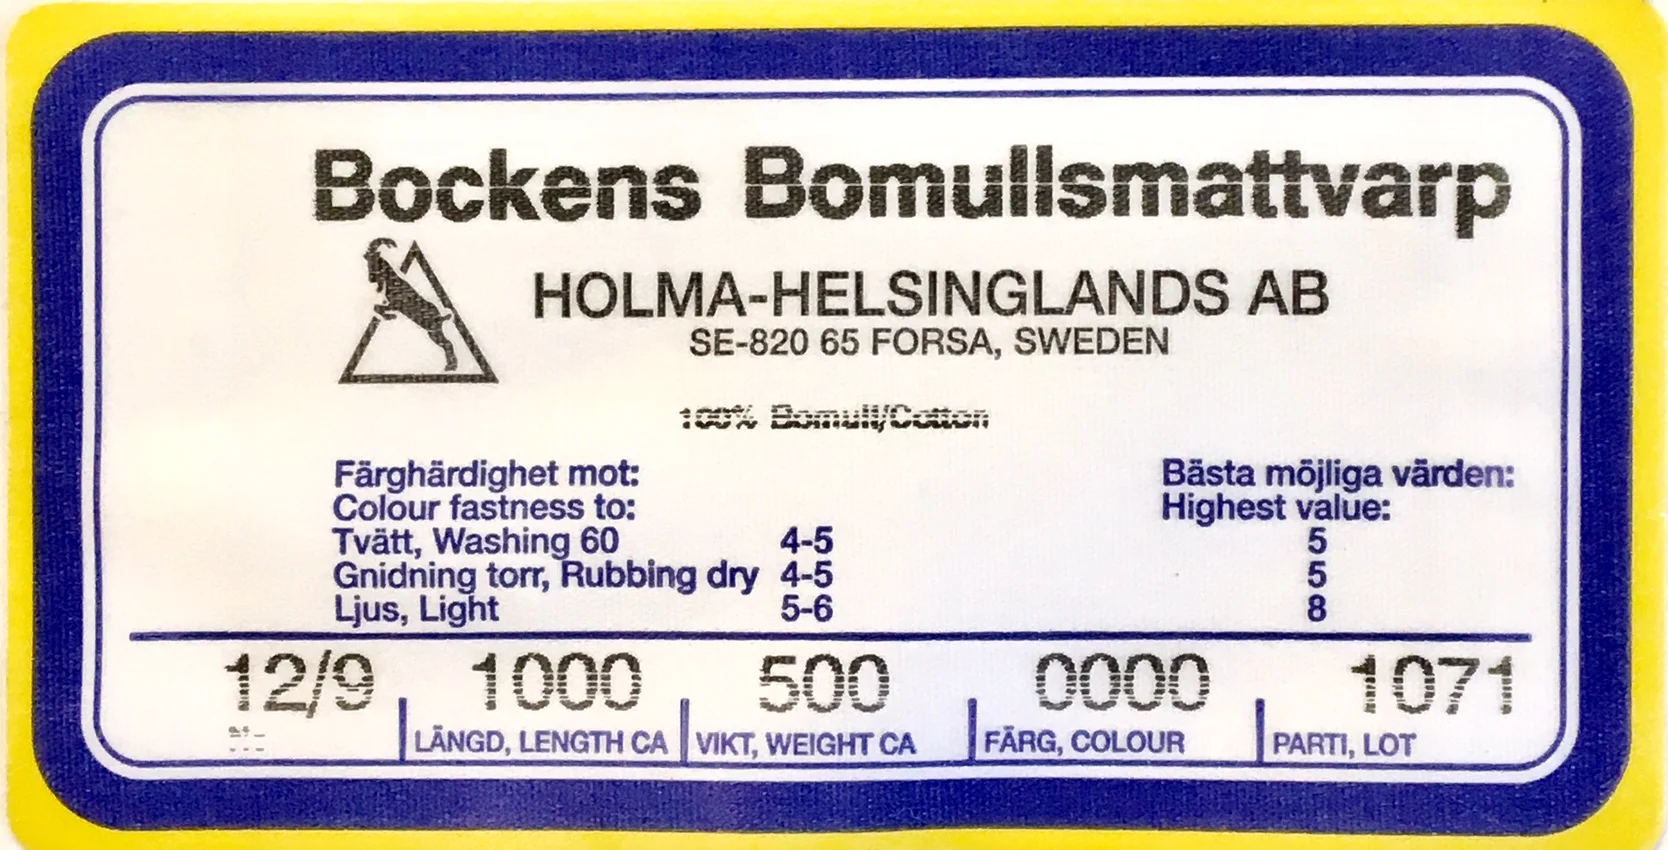 Bockens Bomullsmattvarp
HOLMA-HELSINGLANDS AB
SE-820 65 FORSA, SWEDEN
100% Bomull/Cotton
Färghärdighet mot: Bästa möjliga värden:
Colour fastness to: Highest value:
Tvätt, Washing 60 4-5 5
Gnidning torr, Rubbing dry 4-5 5
Ljus, Light 5-6 8
12/9 1000 500 0000 1071
LÄNGD, LENGTH CA VIKT, WEIGHT CA FÄRG, COLOUR PARTI, LOT